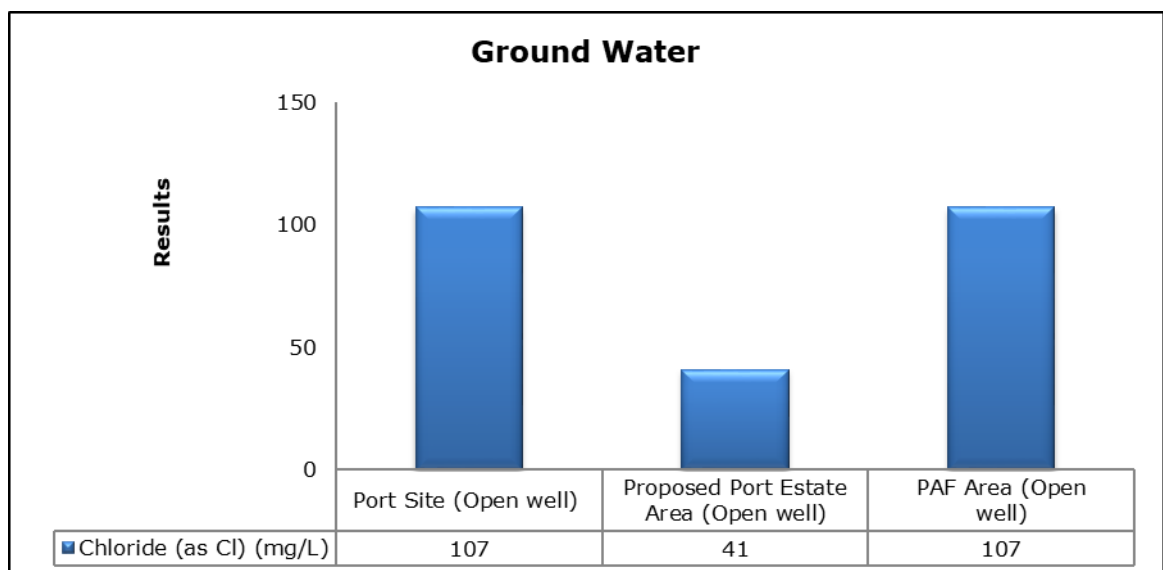 Ground Water
150
100
50
0
Results
Port Site (Open well)
Proposed Port Estate
Area (Open well)
PAF Area (Open
well)
Chloride (as Cl) (mg/L) 107 41 107